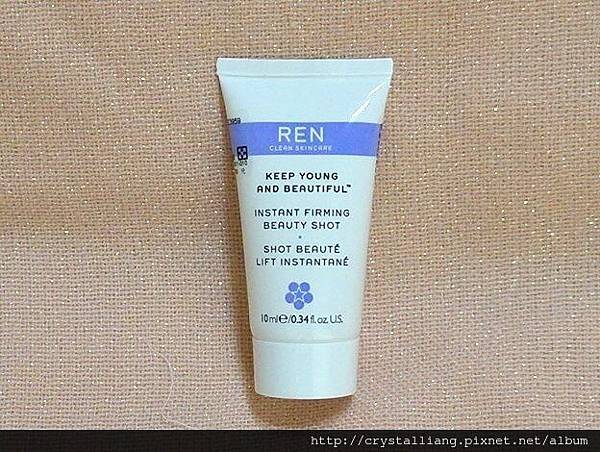 REN
CLEAN SKINCARE
KEEP YOUNG
AND BEAUTIFUL™
INSTANT FIRMING
BEAUTY SHOT
•
SHOT BEAUTÉ
LIFT INSTANTANÉ
10ml℮/0.34 fl.oz. U.S.
http://crystalliang.pixnet.net/album